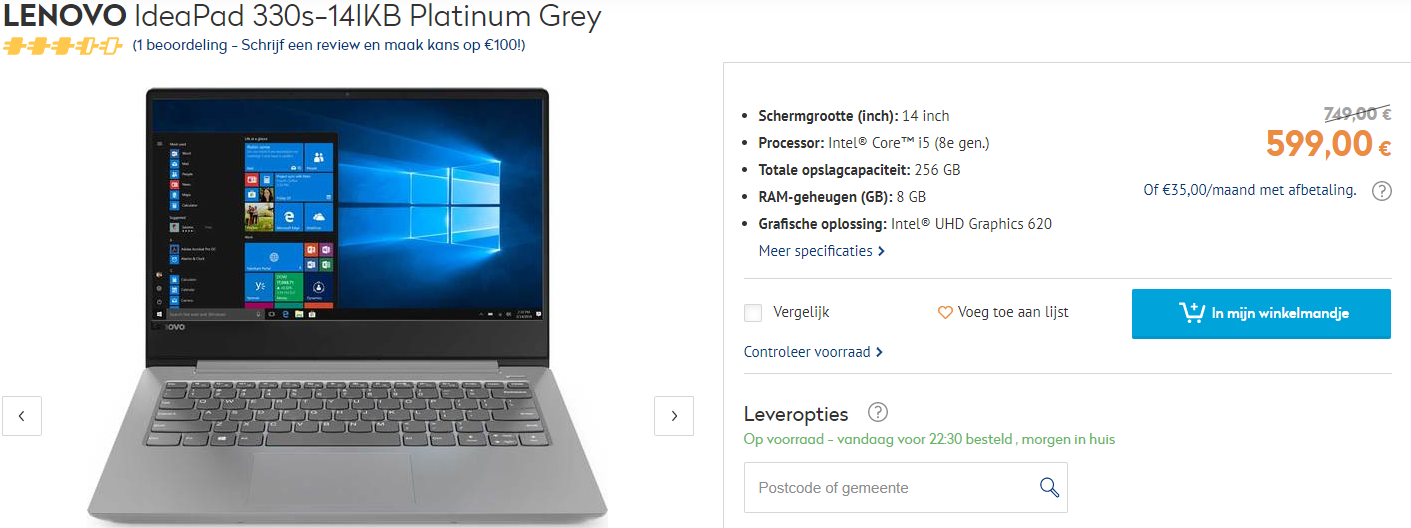 LENOVO IdeaPad 330s-14IKB Platinum Grey
(1 beoordeling - Schrijf een review en maak kans op €100!)
Lenovo
• Schermgrootte (inch): 14 inch
• Processor: Intel® Core™ i5 (8e gen.)
• Totale opslagcapaciteit: 256 GB
• RAM-geheugen (GB): 8 GB
• Grafische oplossing: Intel® UHD Graphics 620
Meer specificaties >
749,00 €
599,00 €
Of €35,00/maand met afbetaling. ?
Vergelijk
Voeg toe aan lijst
In mijn winkelmandje
Controleer voorraad >
Leveropties ?
Op voorraad - vandaag voor 22:30 besteld , morgen in huis
Postcode of gemeente